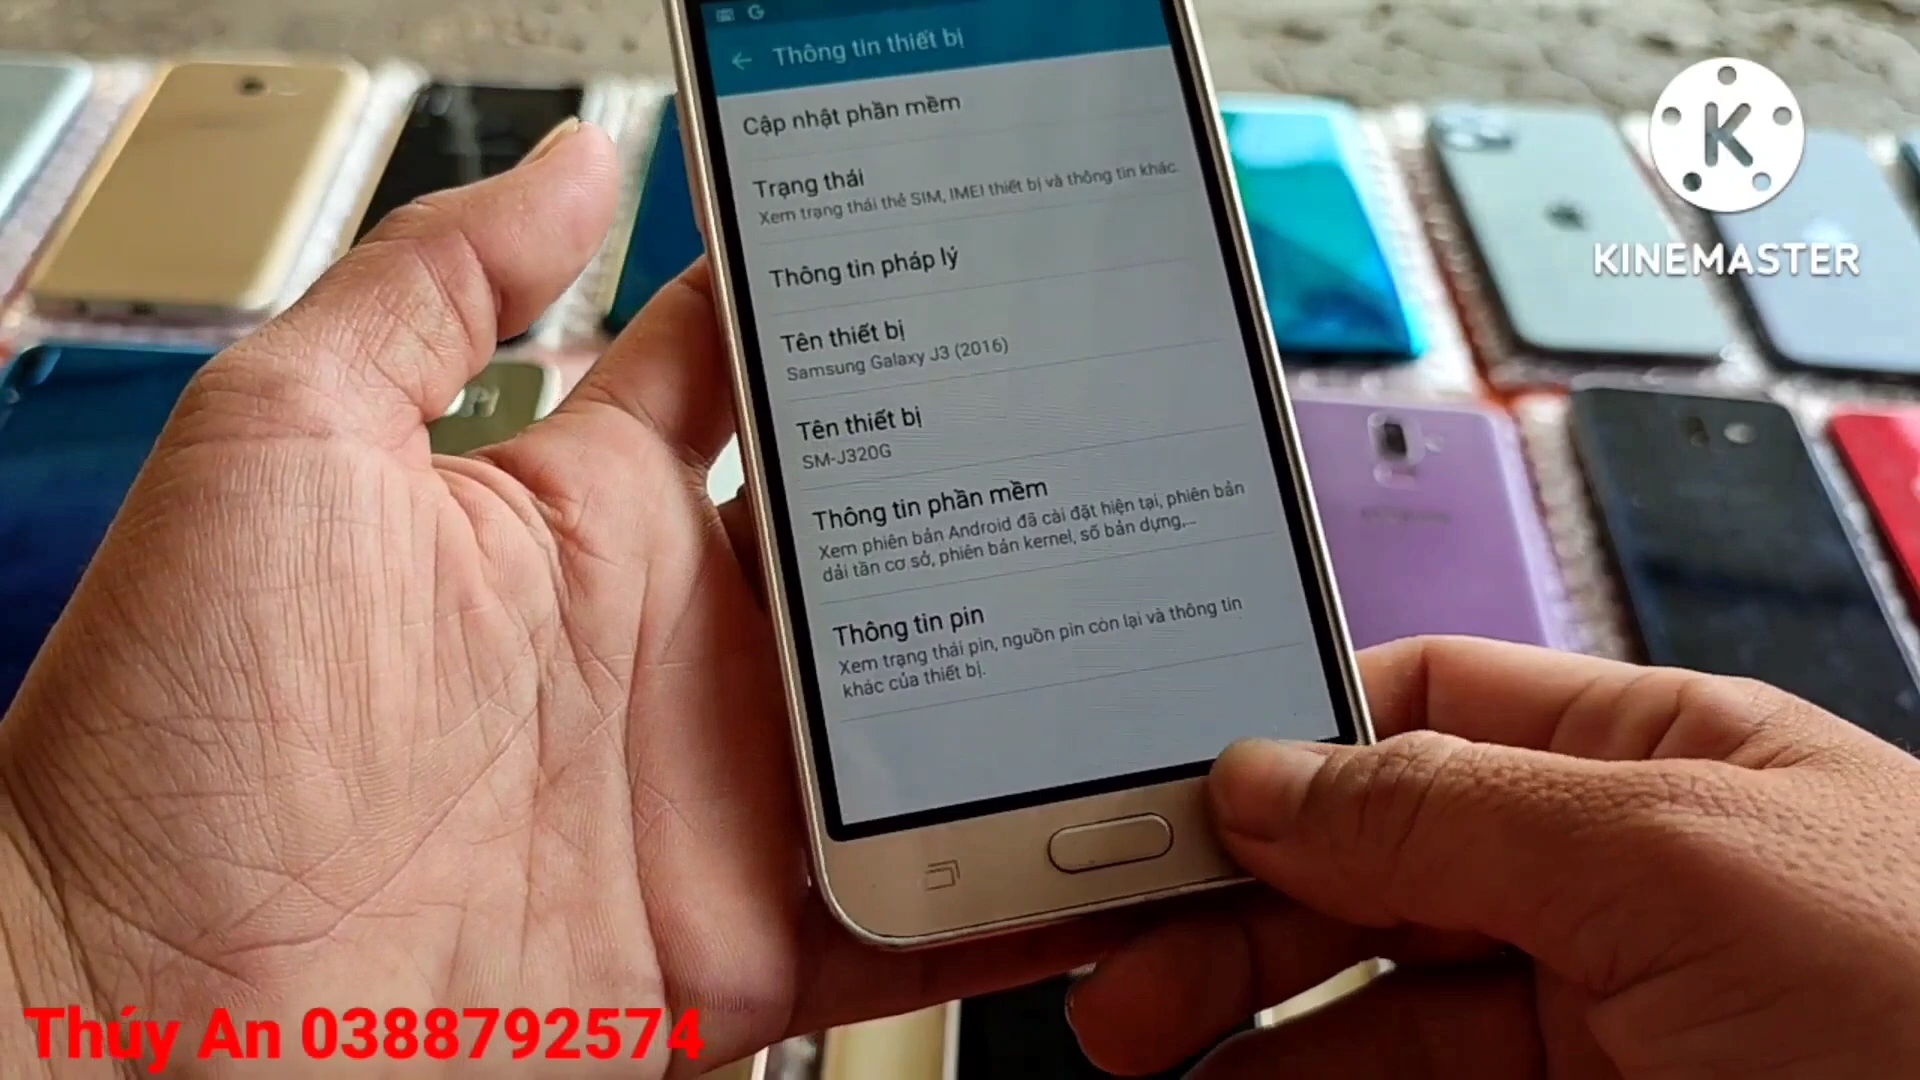 Thông tin thiết bị
Cập nhật phần mềm
Trạng thái
Xem trạng thái thẻ SIM, IMEI thiết bị và thông tin khác.
Thông tin pháp lý
Tên thiết bị
Samsung Galaxy J3 (2016)
Tên thiết bị
SM-J320G
Thông tin phần mềm
Xem phiên bản Android đã cài đặt hiện tại, phiên bản
dải tần cơ sở, phiên bản kernel, số bản dựng,...
Thông tin pin
Xem trạng thái pin, nguồn pin còn lại và thông tin
khác của thiết bị.
K
KINEMASTER
Thúy An 0388792574